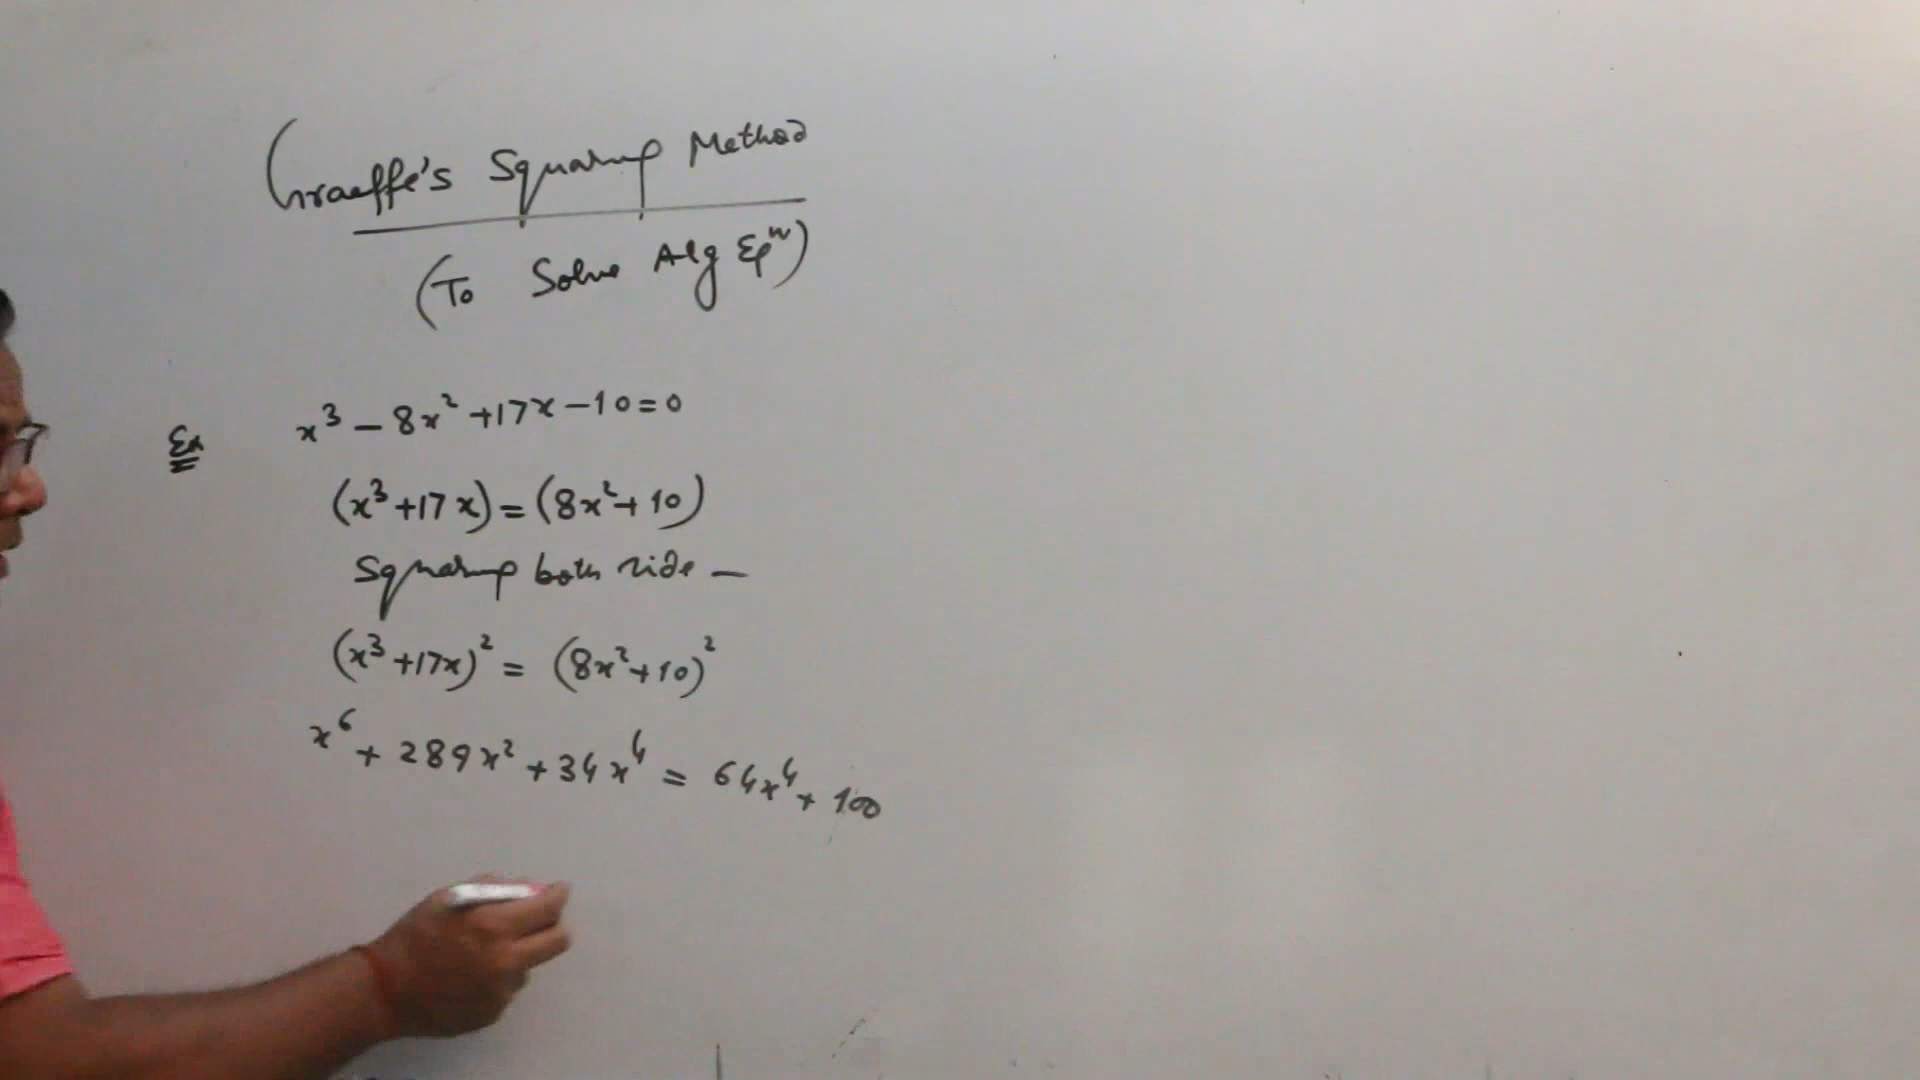 Graeffe's Squaring Method
(To Solve Alg Eqⁿ)
Ex x³ - 8x² + 17x - 10 = 0
(x³ + 17x) = (8x² + 10)
Squaring both side -
(x³ + 17x)² = (8x² + 10)²
x⁶ + 289x² + 34x⁴ = 64x⁴ + 100